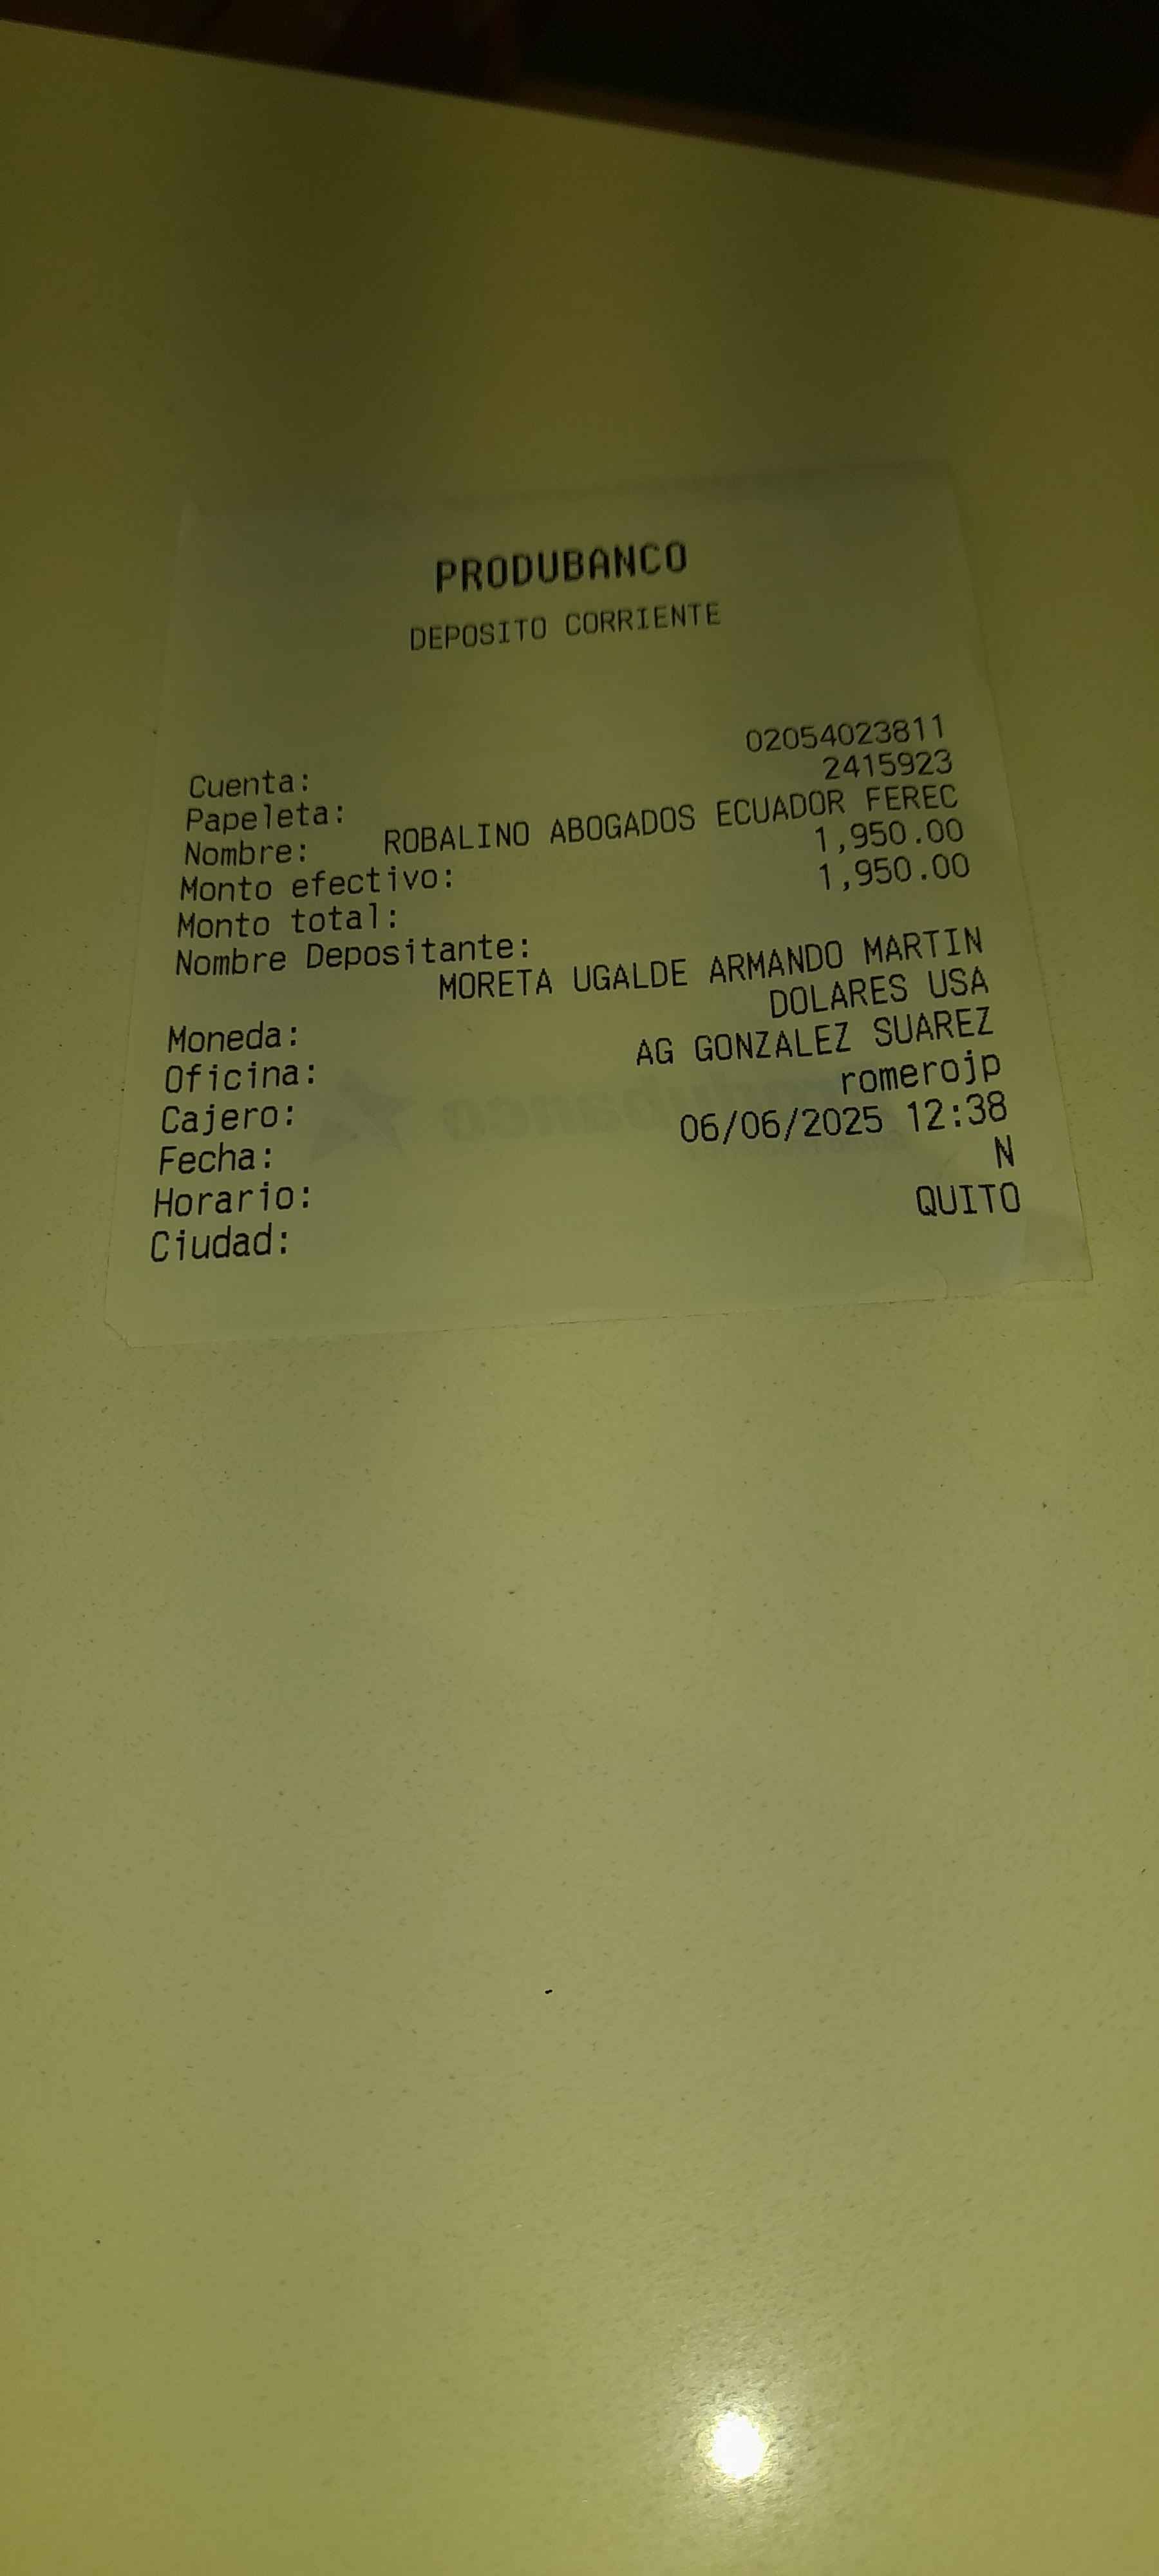 PRODUBANCO
DEPOSITO CORRIENTE
Cuenta: 02054023811
Papeleta: 2415923
Nombre: ROBALINO ABOGADOS ECUADOR FEREC
Monto efectivo: 1,950.00
Monto total: 1,950.00
Nombre Depositante:
MORETA UGALDE ARMANDO MARTIN
Moneda: DOLARES USA
Oficina: AG GONZALEZ SUAREZ
Cajero: romerojp
Fecha: 06/06/2025 12:38
Horario: N
Ciudad: QUITO